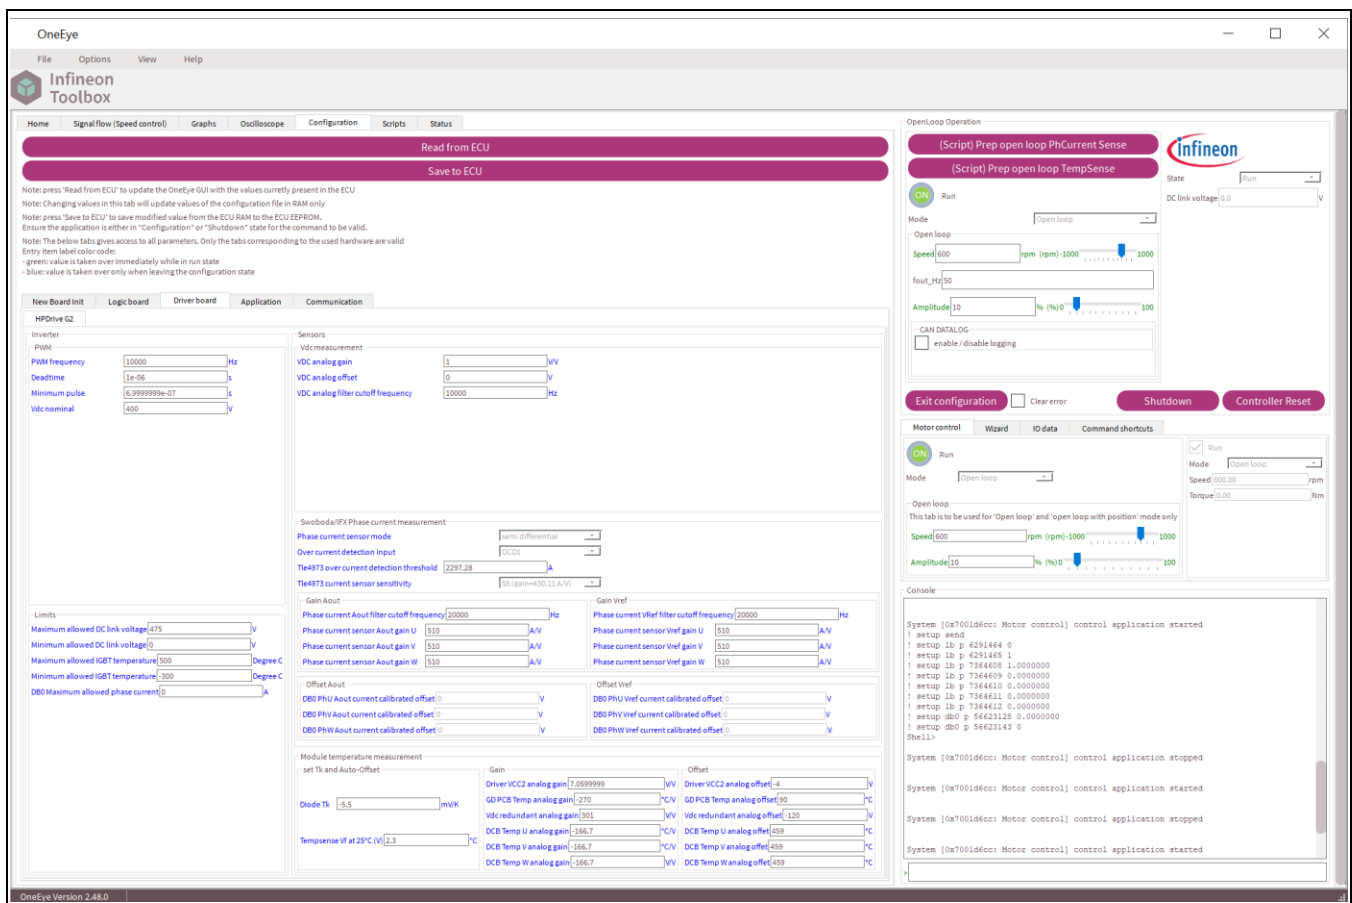 OneEye
File Options View Help
Infineon
Toolbox
Home Signal flow (Speed control) Graphs Oscilloscope Configuration Scripts Status
Read from ECU
Save to ECU
Note: press 'Read from ECU' to update the OneEye GUI with the values curretly present in the ECU
Note: Changing values in this tab will update values of the configuration file in RAM only
Note: press 'Save to ECU' to save modified value from the ECU RAM to the ECU EEPROM.
Ensure the application is either in "Configuration" or "Shutdown" state for the command to be valid.
Note: The below tabs gives access to all parameters. Only the tabs corresponding to the used hardware are valid
Entry item label color code:
- green: value is taken over immediately while in run state
- blue: value is taken over only when leaving the configuration state
New Board Init Logic board Driver board Application Communication
HPDrive G2
Inverter
PWM
PWM frequency 10000 Hz
Deadtime 1e-06 s
Minimum pulse 6.9999999e-07 s
Vdc nominal 400 V
Limits
Maximum allowed DC link voltage 475 V
Minimum allowed DC link voltage 0 V
Maximum allowed IGBT temperature 500 Degree C
Minimum allowed IGBT temperature -300 Degree C
DB0 Maximum allowed phase current 0 A
Sensors
Vdc measurement
VDC analog gain 1 V/V
VDC analog offset 0 V
VDC analog filter cutoff frequency 10000 Hz
Swoboda/IFX Phase current measurement
Phase current sensor mode semi differential
Over current detection input OCD1
Tle4973 over current detection threshold 2297.28 A
Tle4973 current sensor sensitivity S5 (gain=430.11 A/V)
Gain Aout
Phase current Aout filter cutoff frequency 20000 Hz
Phase current sensor Aout gain U 510 A/V
Phase current sensor Aout gain V 510 A/V
Phase current sensor Aout gain W 510 A/V
Gain Vref
Phase current VRef filter cutoff frequency 20000 Hz
Phase current sensor Vref gain U 510 A/V
Phase current sensor Vref gain V 510 A/V
Phase current sensor Vref gain W 510 A/V
Offset Aout
DB0 PhU Aout current calibrated offset 0 V
DB0 PhV Aout current calibrated offset 0 V
DB0 PhW Aout current calibrated offset 0 V
Offset Vref
DB0 PhU Vref current calibrated offset 0 V
DB0 PhV Vref current calibrated offset 0 V
DB0 PhW Vref current calibrated offset 0 V
Module temperature measurement
set Tk and Auto-Offset
Diode Tk -5.5 mV/K
Tempsense Vf at 25°C (V) 2.3 °C
Gain
Driver VCC2 analog gain 7.0599999 V/V
GD PCB Temp analog gain -270 °C/V
Vdc redundant analog gain 301 V/V
DCB Temp U analog gain -166.7 °C/V
DCB Temp V analog gain -166.7 °C/V
DCB Temp W analog gain -166.7 V/V
Offset
Driver VCC2 analog offset -4 V
GD PCB Temp analog offset 90 °C
Vdc redundant analog offset -120 V
DCB Temp U analog offet 459 °C
DCB Temp V analog offet 459 °C
DCB Temp W analog offet 459 °C
OpenLoop Operation
(Script) Prep open loop PhCurrent Sense
(Script) Prep open loop TempSense
ON Run
Mode Open loop
Open loop
Speed 600 rpm (rpm) -1000 1000
fout_Hz 50
Amplitude 10 % (%) 0 100
CAN DATALOG
enable / disable logging
infineon
State Run
DC link voltage 0.0 V
Exit configuration Clear error Shutdown Controller Reset
Motor control Wizard IO data Command shortcuts
ON Run
Mode Open loop
Open loop
This tab is to be used for 'Open loop' and 'open loop with position' mode only
Speed 600 rpm (rpm) -1000 1000
Amplitude 10 % (%) 0 100
Run
Mode Open loop
Speed 600.00 rpm
Torque 0.00 Nm
Console
System [0x7001d6cc: Motor control] control application started
! setup send
! setup lb p 6291464 0
! setup lb p 6291465 1
! setup lb p 7364608 1.0000000
! setup lb p 7364609 0.0000000
! setup lb p 7364610 0.0000000
! setup lb p 7364611 0.0000000
! setup lb p 7364612 0.0000000
! setup db0 p 56623128 0.0000000
! setup db0 p 56623143 0
Shell>
System [0x7001d6cc: Motor control] control application stopped
System [0x7001d6cc: Motor control] control application started
System [0x7001d6cc: Motor control] control application stopped
System [0x7001d6cc: Motor control] control application started
>
OneEye Version 2.48.0